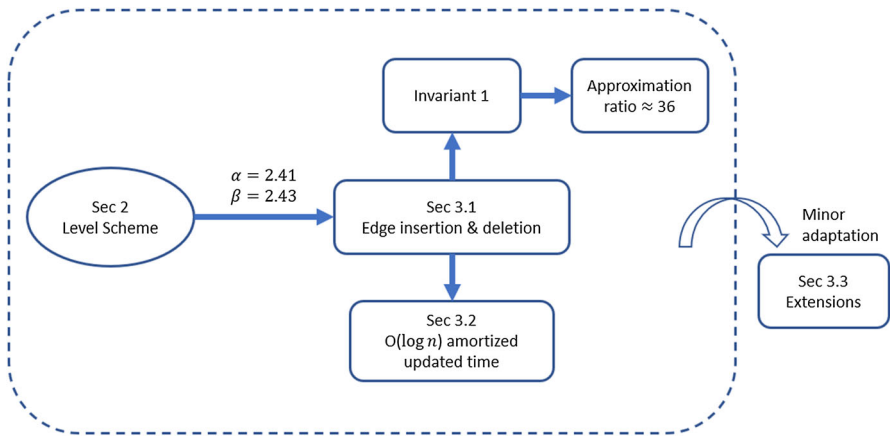 Invariant 1
Approximation
ratio ≈ 36
α = 2.41
β = 2.43
Sec 2
Level Scheme
Sec 3.1
Edge insertion & deletion
Minor
adaptation
Sec 3.3
Extensions
Sec 3.2
O(log n) amortized
updated time